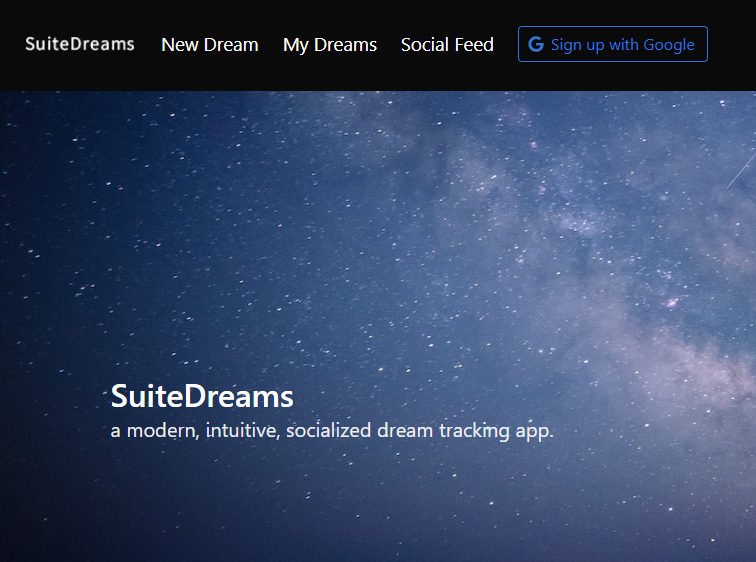 SuiteDreams New Dream My Dreams Social Feed Sign up with Google
SuiteDreams
a modern, intuitive, socialized dream tracking app.